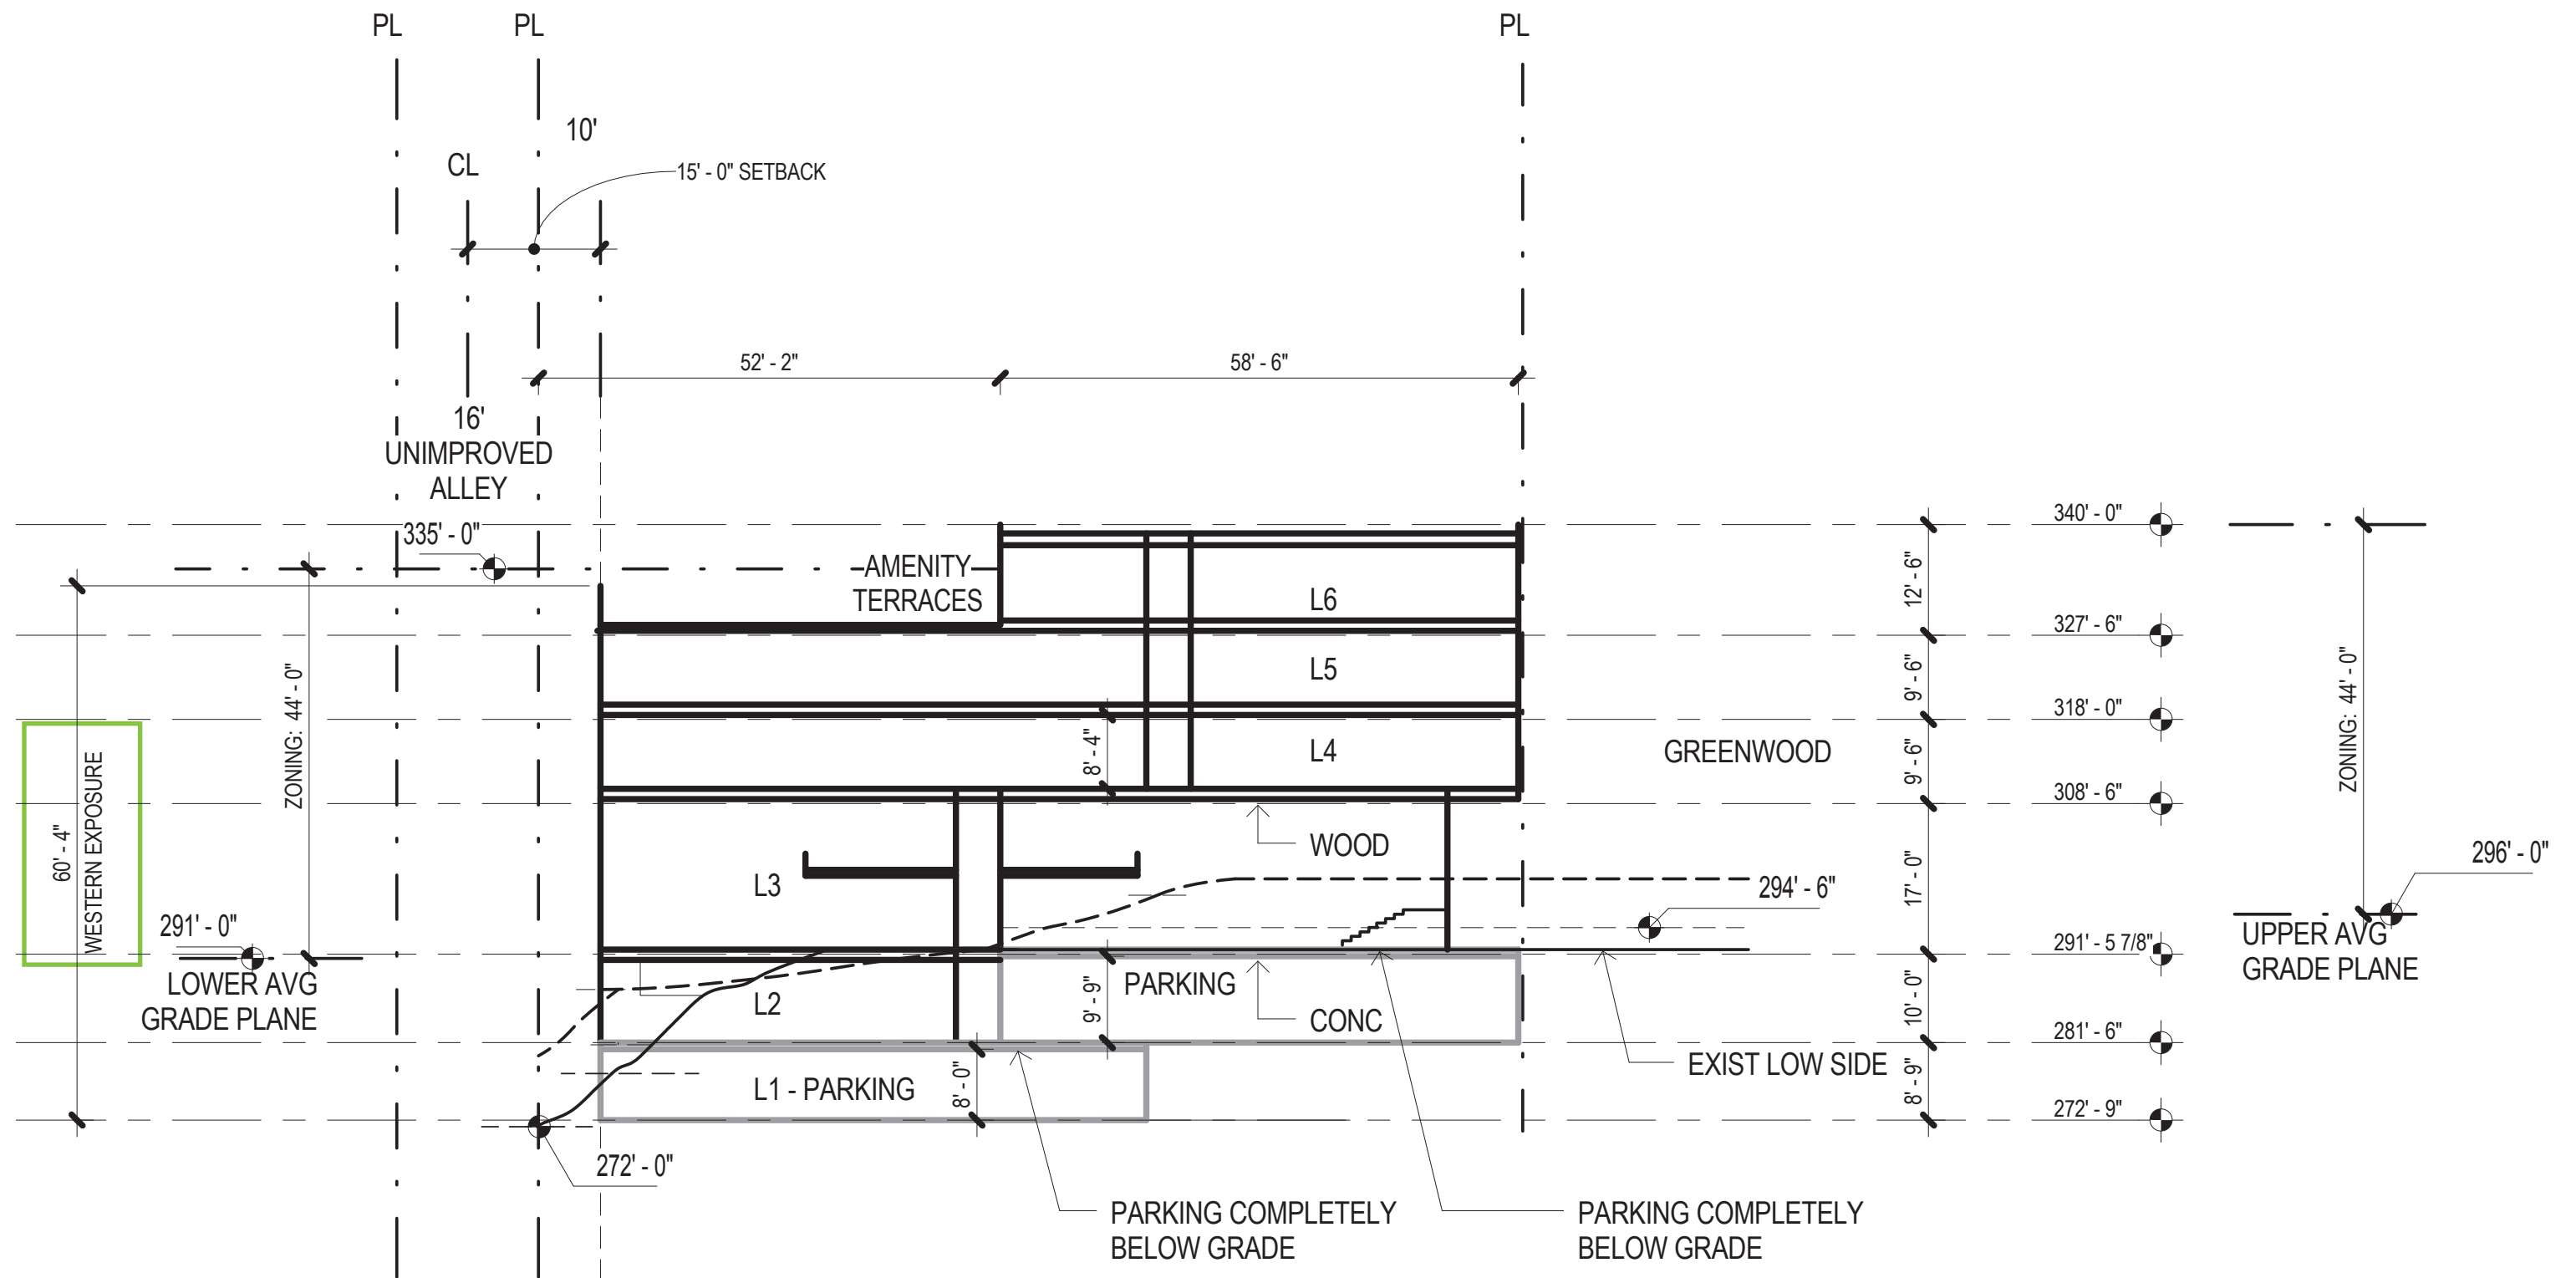 PL
PL
PL
10'
CL
15' - 0" SETBACK
52' - 2"
58' - 6"
16'
UNIMPROVED
ALLEY
335' - 0"
AMENITY
TERRACES
L6
L5
L4
8' - 4"
GREENWOOD
WOOD
L3
ZONING: 44' - 0"
60' - 4"
WESTERN EXPOSURE
291' - 0"
LOWER AVG
GRADE PLANE
L2
PARKING
9' - 9"
CONC
L1 - PARKING
8' - 0"
272' - 0"
PARKING COMPLETELY
BELOW GRADE
PARKING COMPLETELY
BELOW GRADE
EXIST LOW SIDE
294' - 6"
12' - 6"
9' - 6"
9' - 6"
17' - 0"
10' - 0"
8' - 9"
340' - 0"
327' - 6"
318' - 0"
308' - 6"
291' - 5 7/8"
281' - 6"
272' - 9"
ZONING: 44' - 0"
296' - 0"
UPPER AVG
GRADE PLANE